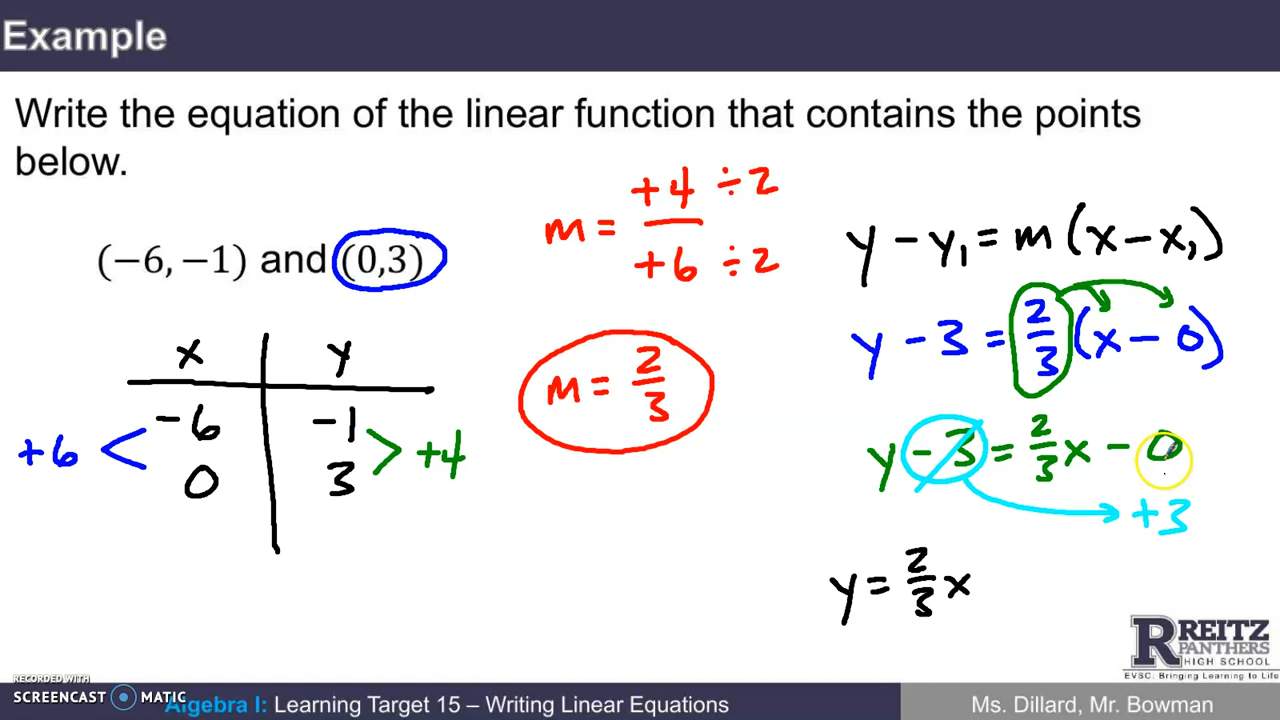 Example
Write the equation of the linear function that contains the points
below.
(−6, −1) and (0,3)
m = +4 ÷2
+6 ÷2
m = 2/3
x y
-6 -1
0 3
+6 < > +4
y - y₁ = m(x - x₁)
y - 3 = 2/3 (x - 0)
y - 3 = 2/3 x - 0
+3
y = 2/3 x
R REITZ
PANTHERS
HIGH SCHOOL
EVSC: Bringing Learning to Life
RECORDED WITH
SCREENCAST MATIC
Algebra I: Learning Target 15 – Writing Linear Equations
Ms. Dillard, Mr. Bowman